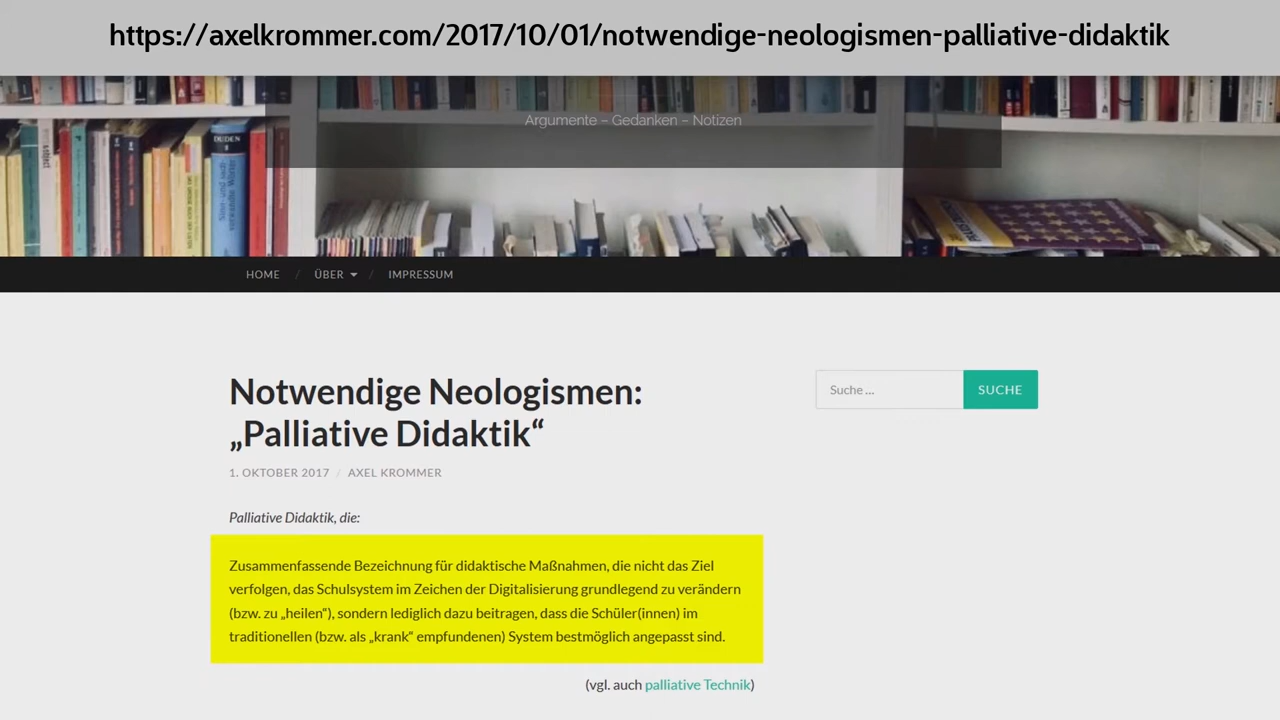 https://axelkrommer.com/2017/10/01/notwendige-neologismen-palliative-didaktik
Argumente – Gedanken – Notizen
DUDEN
HOME / ÜBER / IMPRESSUM
Notwendige Neologismen:
„Palliative Didaktik“
Suche ...
SUCHE
1. OKTOBER 2017 / AXEL KROMMER
Palliative Didaktik, die:
Zusammenfassende Bezeichnung für didaktische Maßnahmen, die nicht das Ziel
verfolgen, das Schulsystem im Zeichen der Digitalisierung grundlegend zu verändern
(bzw. zu „heilen“), sondern lediglich dazu beitragen, dass die Schüler(innen) im
traditionellen (bzw. als „krank“ empfundenen) System bestmöglich angepasst sind.
(vgl. auch palliative Technik)